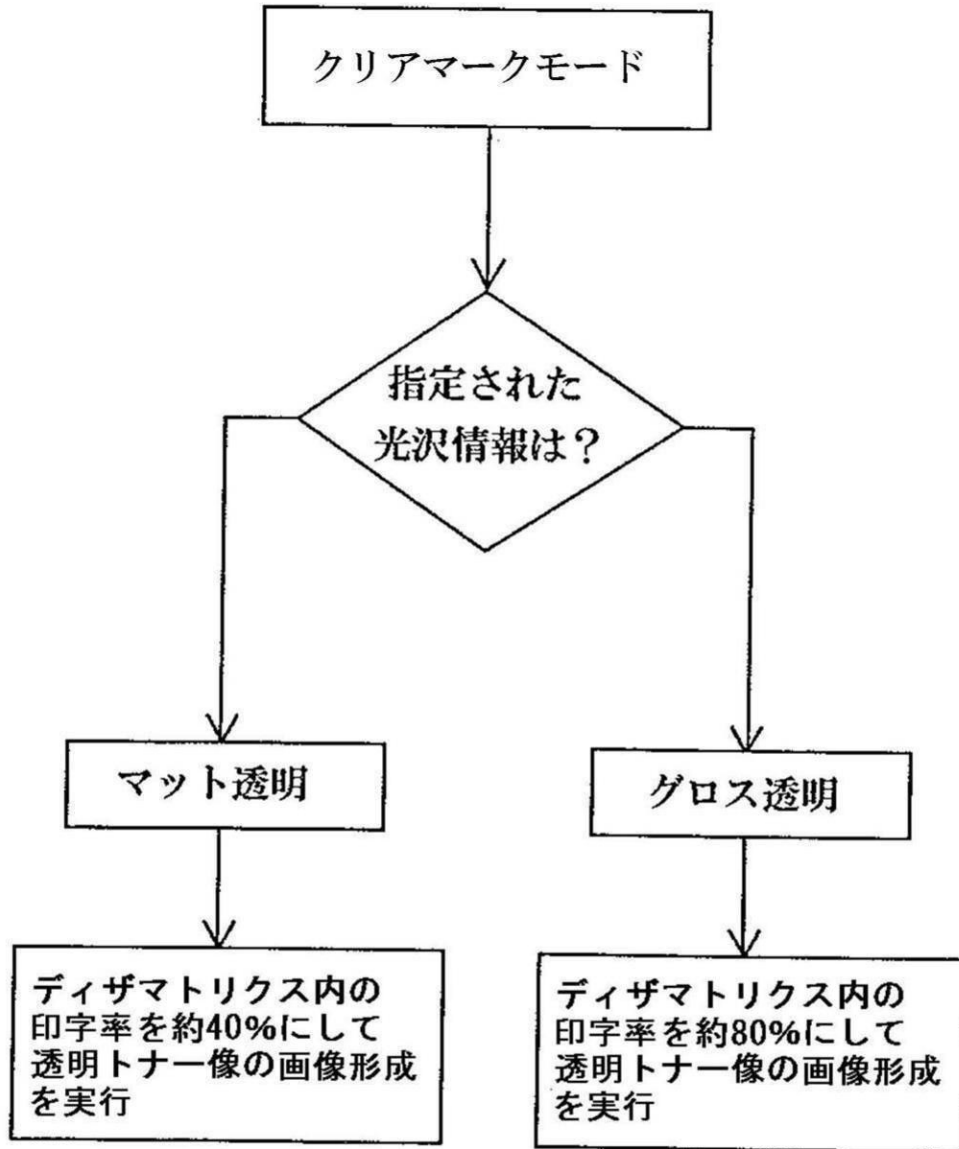 クリアマークモード
指定された
光沢情報は？
マット透明
グロス透明
ディザマトリクス内の
印字率を約40%にして
透明トナー像の画像形成
を実行
ディザマトリクス内の
印字率を約80%にして
透明トナー像の画像形成
を実行